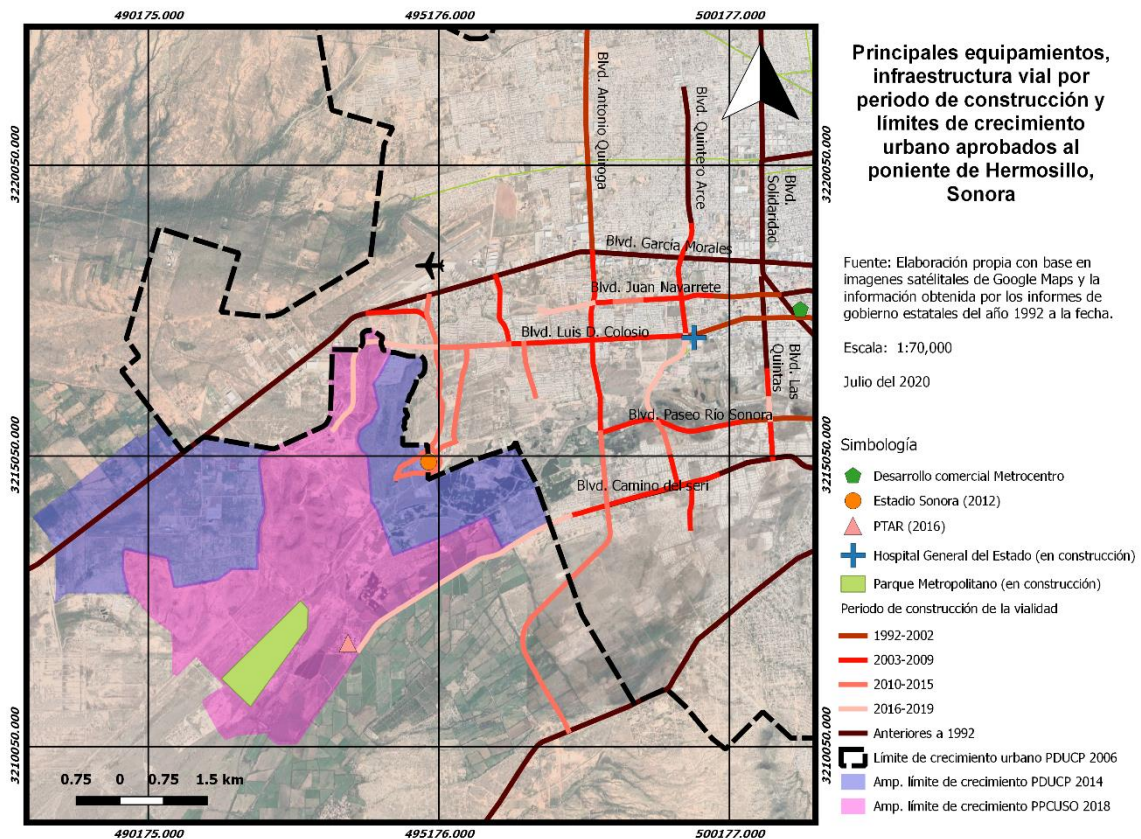 490175.000
495176.000
500177.000
3220050.000
3215050.000
3210050.000
Blvd. Antonio Quiroga
Blvd. Quintero Arce
Blvd. Solidaridad
Blvd. García Morales
Blvd. Juan Navarrete
Blvd. Luis D. Colosio
Blvd. Las Quintas
Blvd. Paseo Río Sonora
Blvd. Camino del seri
3220050.000
3215050.000
3210050.000
0.75 0 0.75 1.5 km
490175.000
495176.000
500177.000
Principales equipamientos,
infraestructura vial por
periodo de construcción y
límites de crecimiento
urbano aprobados al
poniente de Hermosillo,
Sonora
Fuente: Elaboración propia con base en
imagenes satélitales de Google Maps y la
información obtenida por los informes de
gobierno estatales del año 1992 a la fecha.
Escala: 1:70,000
Julio del 2020
Simbología
Desarrollo comercial Metrocentro
Estadio Sonora (2012)
PTAR (2016)
Hospital General del Estado (en construcción)
Parque Metropolitano (en construcción)
Periodo de construcción de la vialidad
1992-2002
2003-2009
2010-2015
2016-2019
Anteriores a 1992
Límite de crecimiento urbano PDUCP 2006
Amp. límite de crecimiento PDUCP 2014
Amp. límite de crecimiento PPCUSO 2018